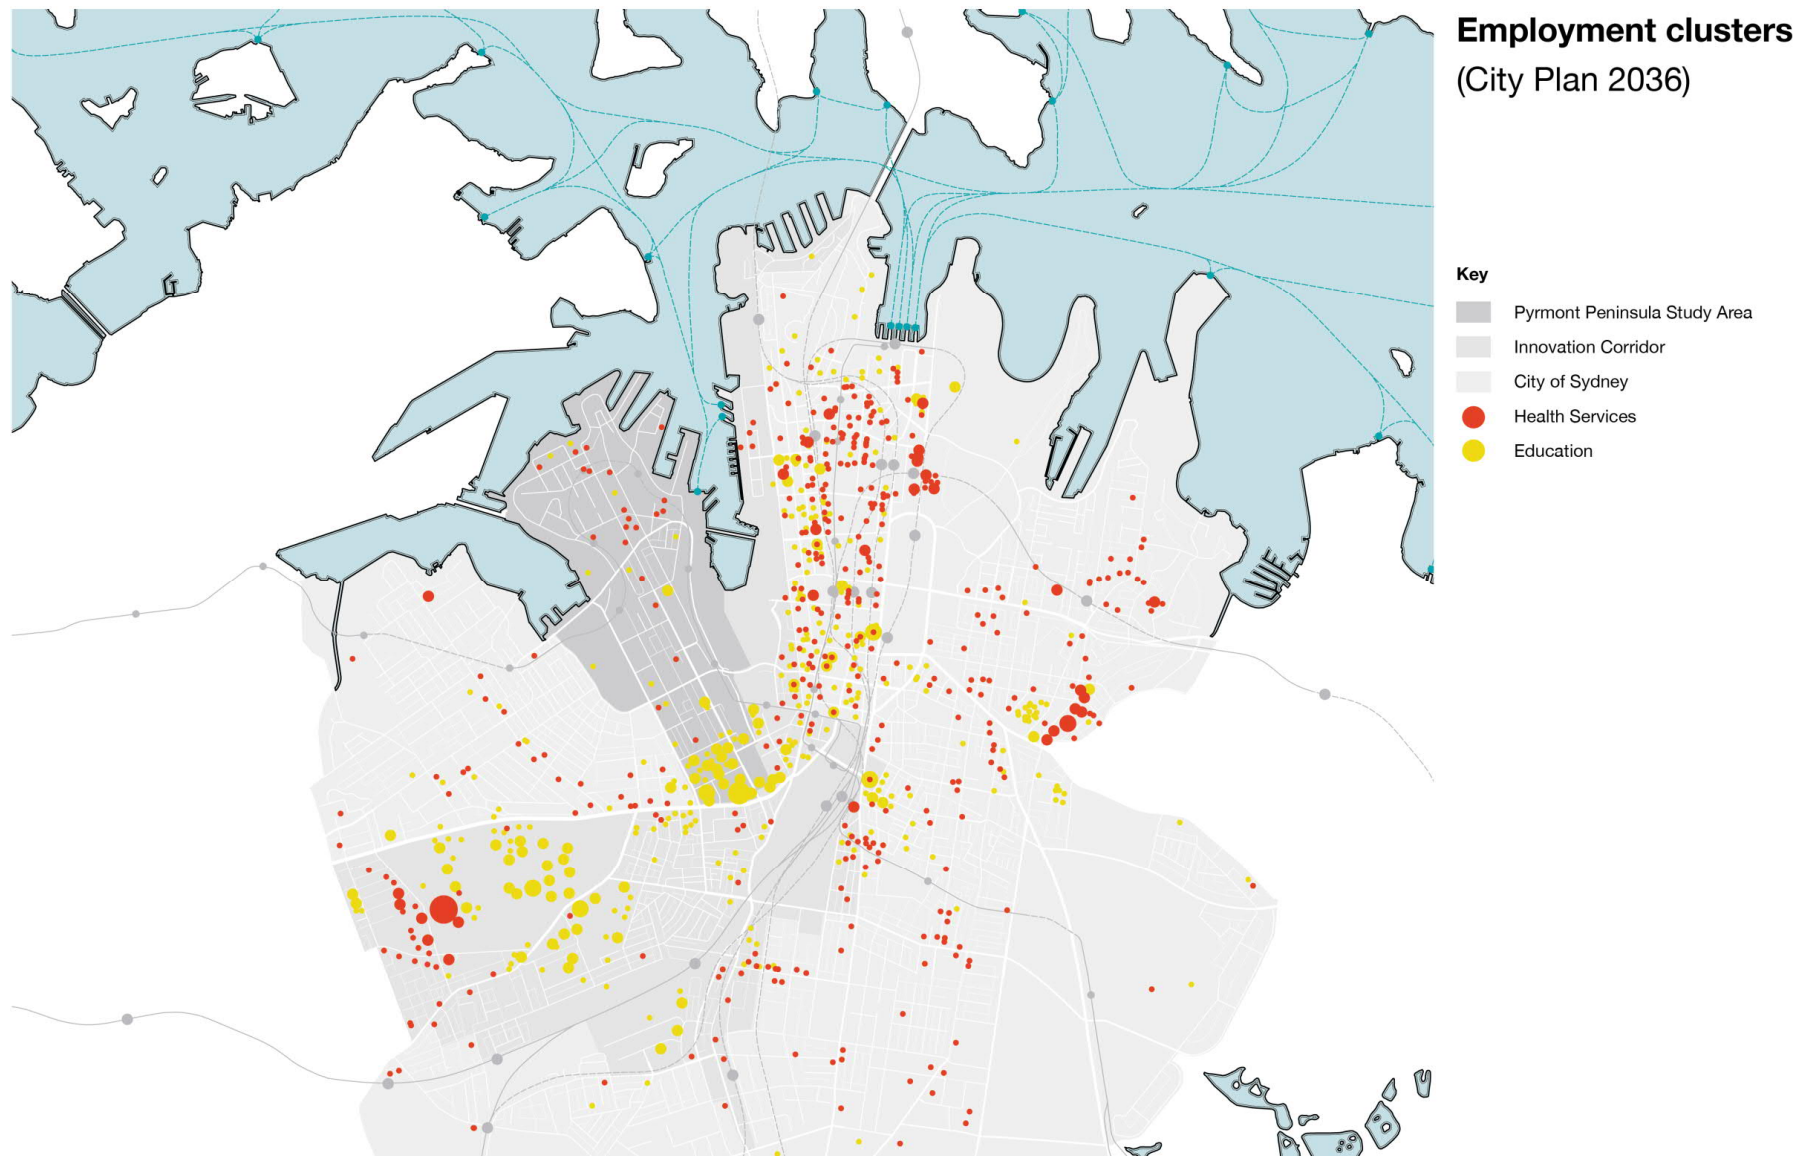 Employment clusters
(City Plan 2036)
Key
Pyrmont Peninsula Study Area
Innovation Corridor
City of Sydney
Health Services
Education